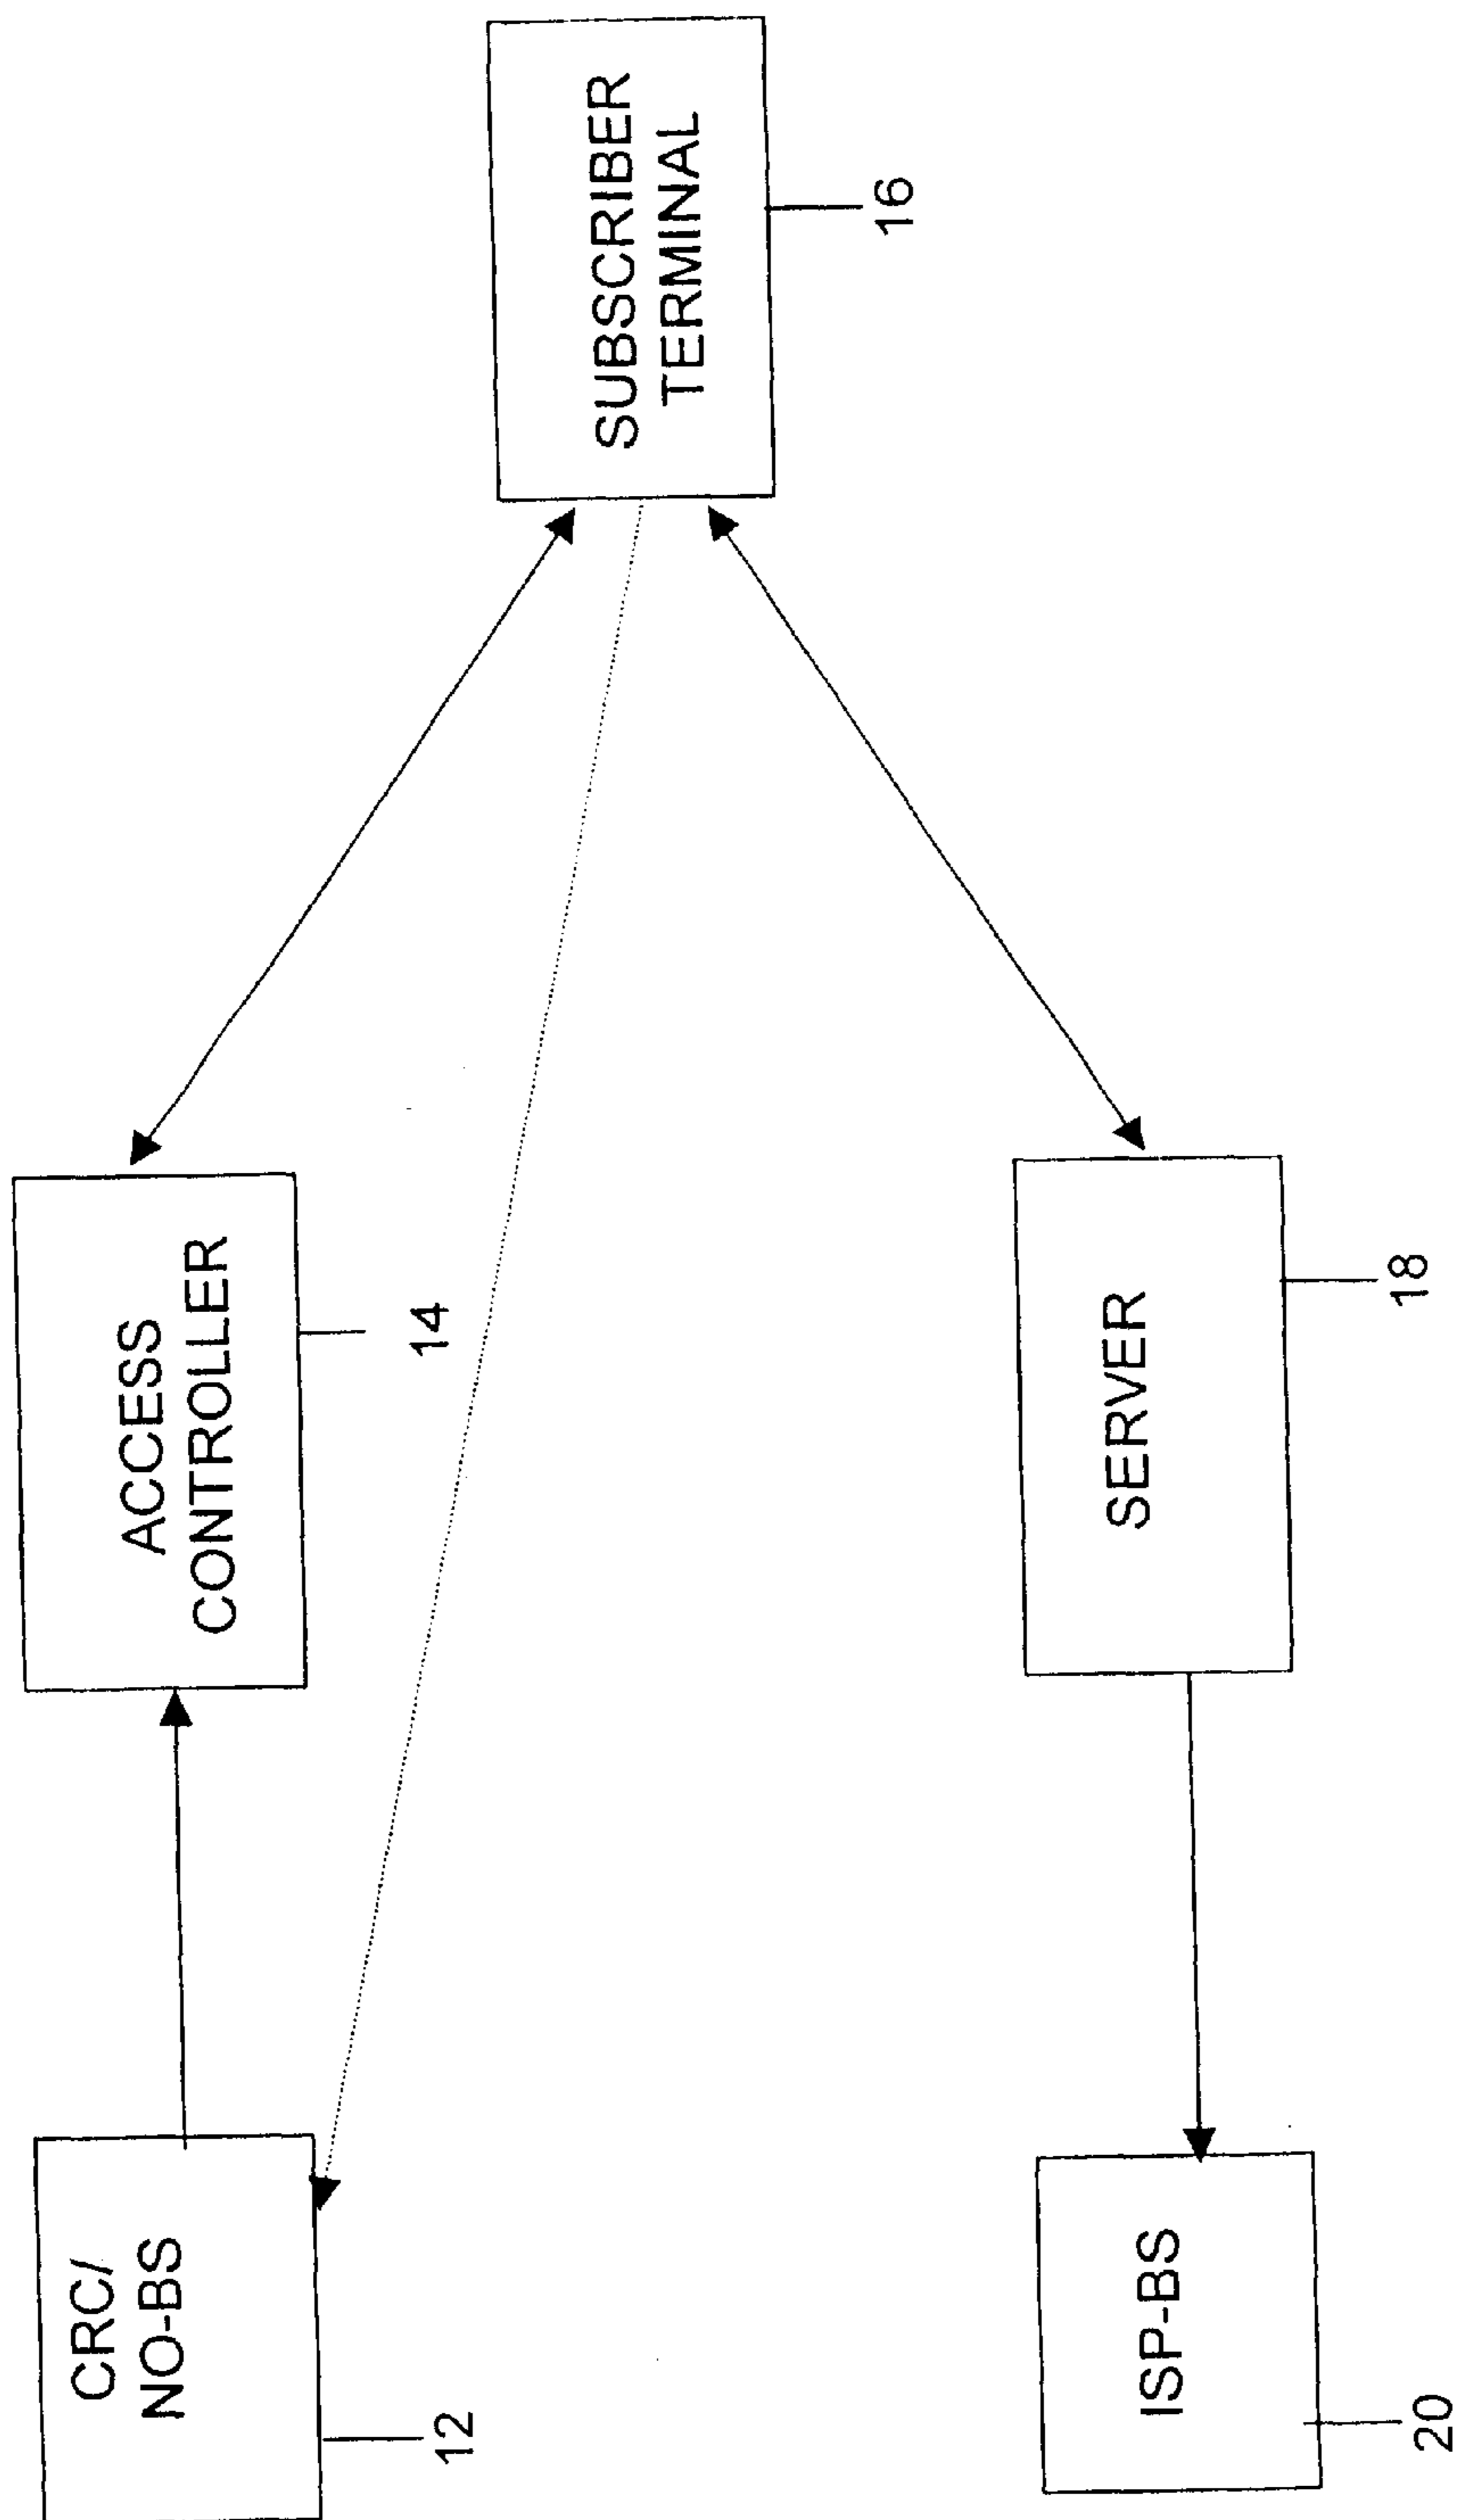 CRC/
NO-BS
12
ACCESS
CONTROLLER
14
SUBSCRIBER
TERMINAL
16
SERVER
18
ISP-BS
20